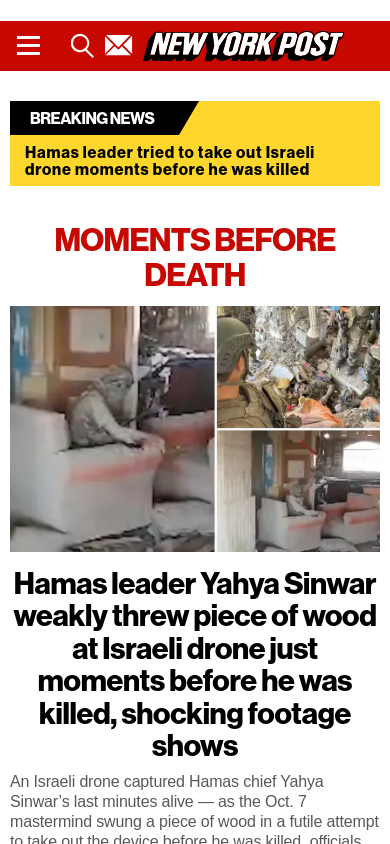 NEW YORK POST
BREAKING NEWS
Hamas leader tried to take out Israeli
drone moments before he was killed
MOMENTS BEFORE
DEATH
Hamas leader Yahya Sinwar
weakly threw piece of wood
at Israeli drone just
moments before he was
killed, shocking footage
shows
An Israeli drone captured Hamas chief Yahya
Sinwar’s last minutes alive — as the Oct. 7
mastermind swung a piece of wood in a futile attempt
to take out the device before he was killed, officials